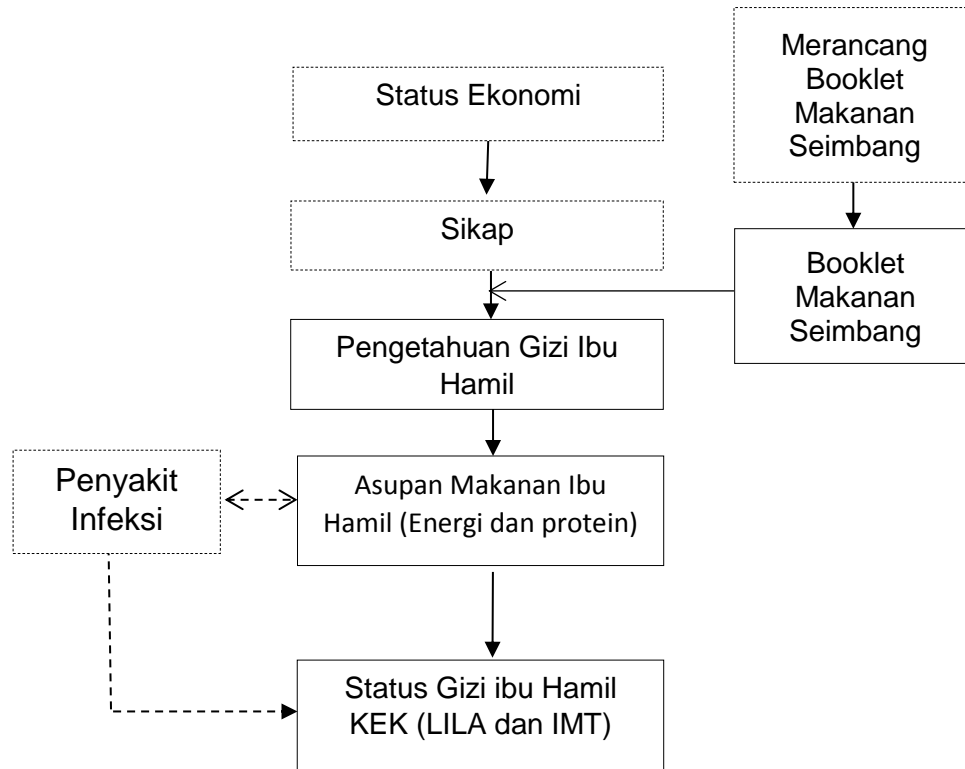 Merancang
Booklet
Makanan
Seimbang
Status Ekonomi
Sikap
Booklet
Makanan
Seimbang
Pengetahuan Gizi Ibu
Hamil
Penyakit
Infeksi
Asupan Makanan Ibu
Hamil (Energi dan protein)
Status Gizi ibu Hamil
KEK (LILA dan IMT)